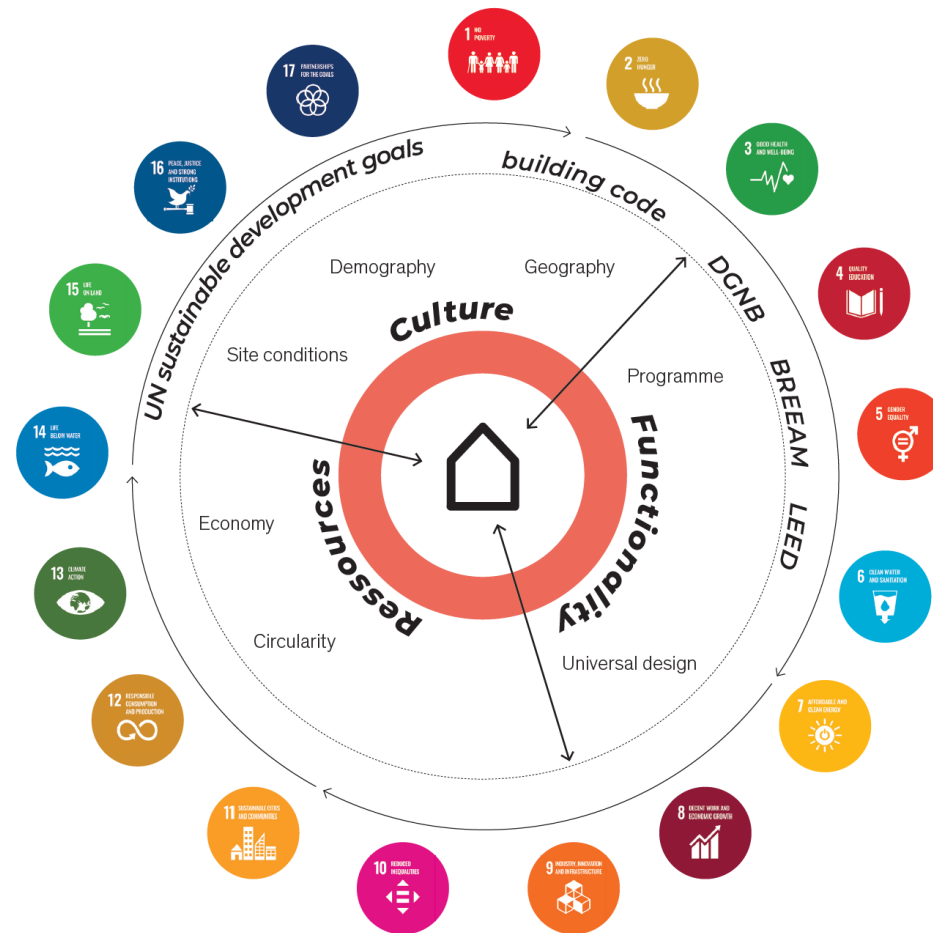 1 NO
POVERTY
2 ZERO
HUNGER
3 GOOD HEALTH
AND WELL-BEING
4 QUALITY
EDUCATION
5 GENDER
EQUALITY
6 CLEAN WATER
AND SANITATION
7 AFFORDABLE AND
CLEAN ENERGY
8 DECENT WORK AND
ECONOMIC GROWTH
9 INDUSTRY, INNOVATION
AND INFRASTRUCTURE
10 REDUCED
INEQUALITIES
11 SUSTAINABLE CITIES
AND COMMUNITIES
12 RESPONSIBLE
CONSUMPTION
AND PRODUCTION
13 CLIMATE
ACTION
14 LIFE
BELOW WATER
15 LIFE
ON LAND
16 PEACE, JUSTICE
AND STRONG
INSTITUTIONS
17 PARTNERSHIPS
FOR THE GOALS
UN sustainable development goals
building code
DGNB
BREEAM
LEED
Demography
Geography
Site conditions
Programme
Economy
Circularity
Universal design
Culture
Functionality
Ressources